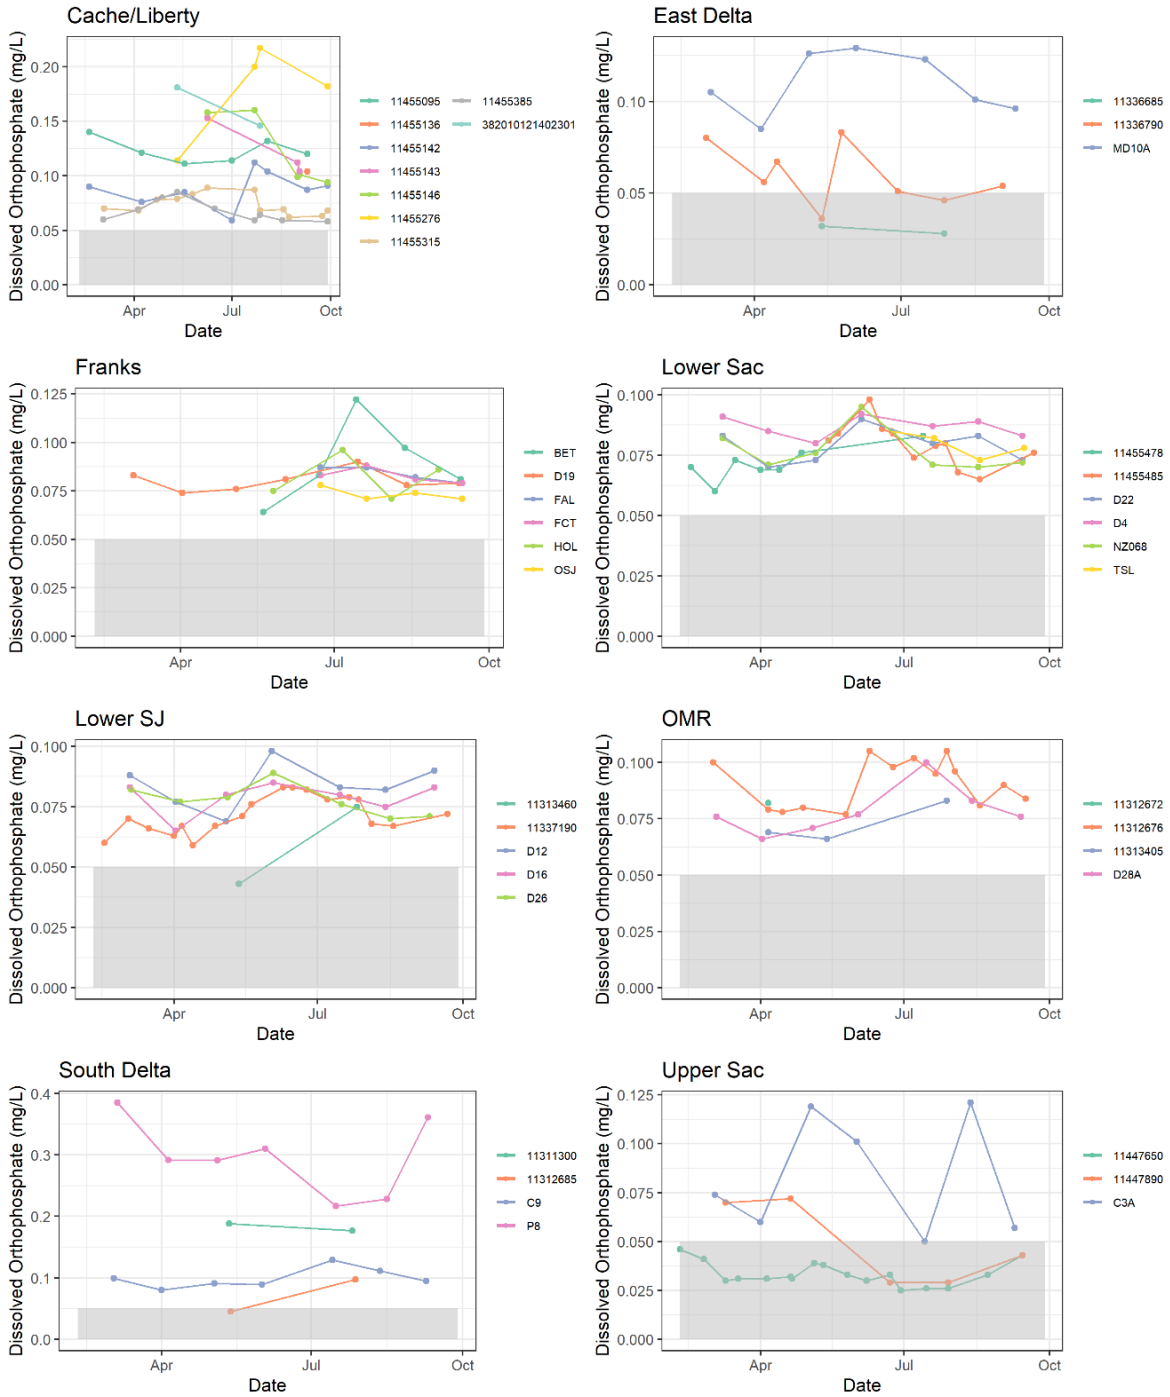 Cache/Liberty
Dissolved Orthophosphate (mg/L)
0.20
0.15
0.10
0.05
0.00
Apr
Jul
Oct
Date
11455095
11455136
11455142
11455143
11455146
11455276
11455315
11455385
382010121402301
East Delta
Dissolved Orthophosphate (mg/L)
0.10
0.05
0.00
Apr
Jul
Oct
Date
11336685
11336790
MD10A
Franks
Dissolved Orthophosphate (mg/L)
0.125
0.100
0.075
0.050
0.025
0.000
Apr
Jul
Oct
Date
BET
D19
FAL
FCT
HOL
OSJ
Lower Sac
Dissolved Orthophosphate (mg/L)
0.100
0.075
0.050
0.025
0.000
Apr
Jul
Oct
Date
11455478
11455485
D22
D4
NZ068
TSL
Lower SJ
Dissolved Orthophosphate (mg/L)
0.100
0.075
0.050
0.025
0.000
Apr
Jul
Oct
Date
11313460
11337190
D12
D16
D26
OMR
Dissolved Orthophosphate (mg/L)
0.100
0.075
0.050
0.025
0.000
Apr
Jul
Oct
Date
11312672
11312676
11313405
D28A
South Delta
Dissolved Orthophosphate (mg/L)
0.4
0.3
0.2
0.1
0.0
Apr
Jul
Oct
Date
11311300
11312685
C9
P8
Upper Sac
Dissolved Orthophosphate (mg/L)
0.125
0.100
0.075
0.050
0.025
0.000
Apr
Jul
Oct
Date
11447650
11447890
C3A